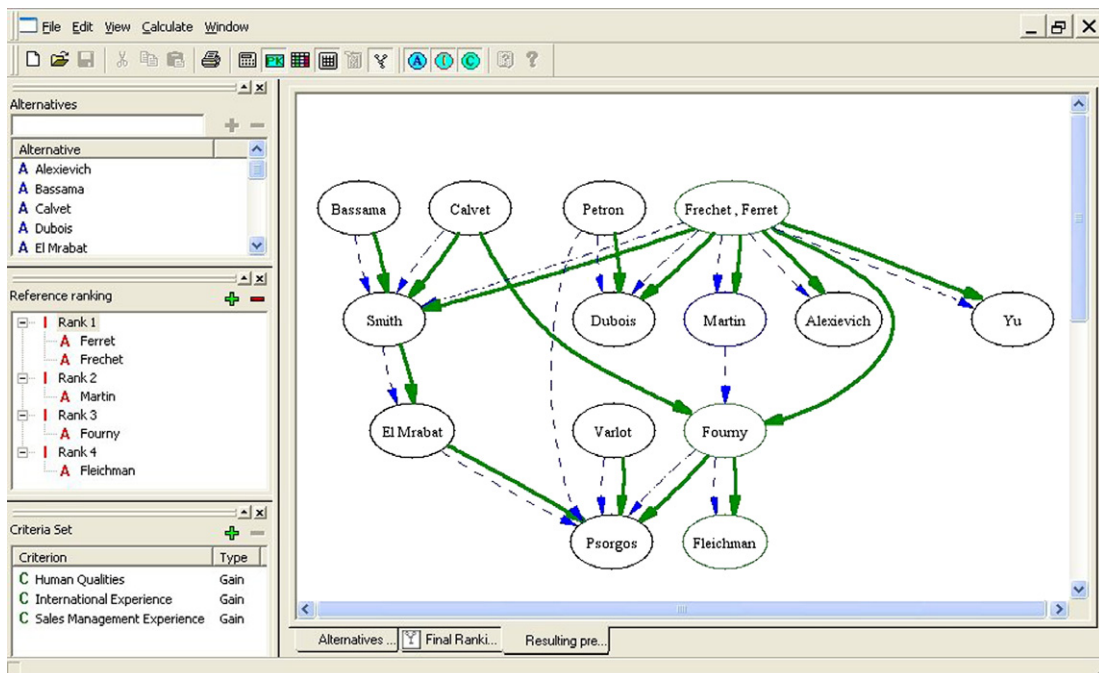 File Edit View Calculate Window
PK A I C ?
Alternatives
Alternative
A Alexievich
A Bassama
A Calvet
A Dubois
A El Mrabat
Reference ranking
I Rank 1
A Ferret
A Frechet
I Rank 2
A Martin
I Rank 3
A Fourny
I Rank 4
A Fleichman
Criteria Set
Criterion Type
C Human Qualities Gain
C International Experience Gain
C Sales Management Experience Gain
Bassama Calvet Petron Frechet , Ferret
Smith Dubois Martin Alexievich Yu
El Mrabat Varlot Fourny
Psorgos Fleichman
Alternatives ... Final Ranki... Resulting pre...